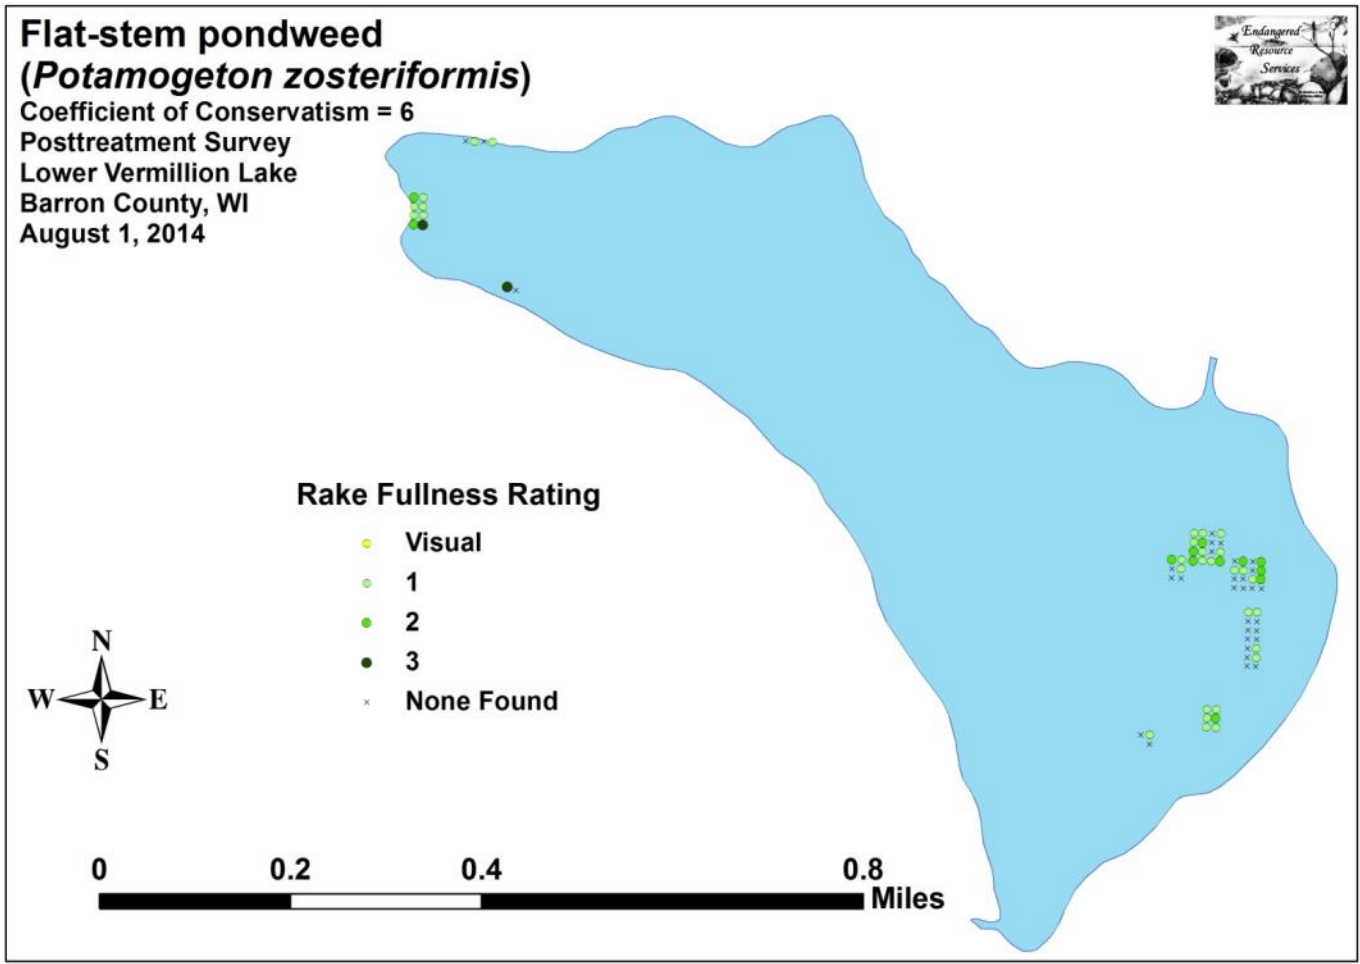 Flat-stem pondweed
(Potamogeton zosteriformis)
Coefficient of Conservatism = 6
Posttreatment Survey
Lower Vermillion Lake
Barron County, WI
August 1, 2014
Endangered
Resource
Services
Rake Fullness Rating
Visual
1
2
3
None Found
N
W E
S
0 0.2 0.4 0.8
Miles